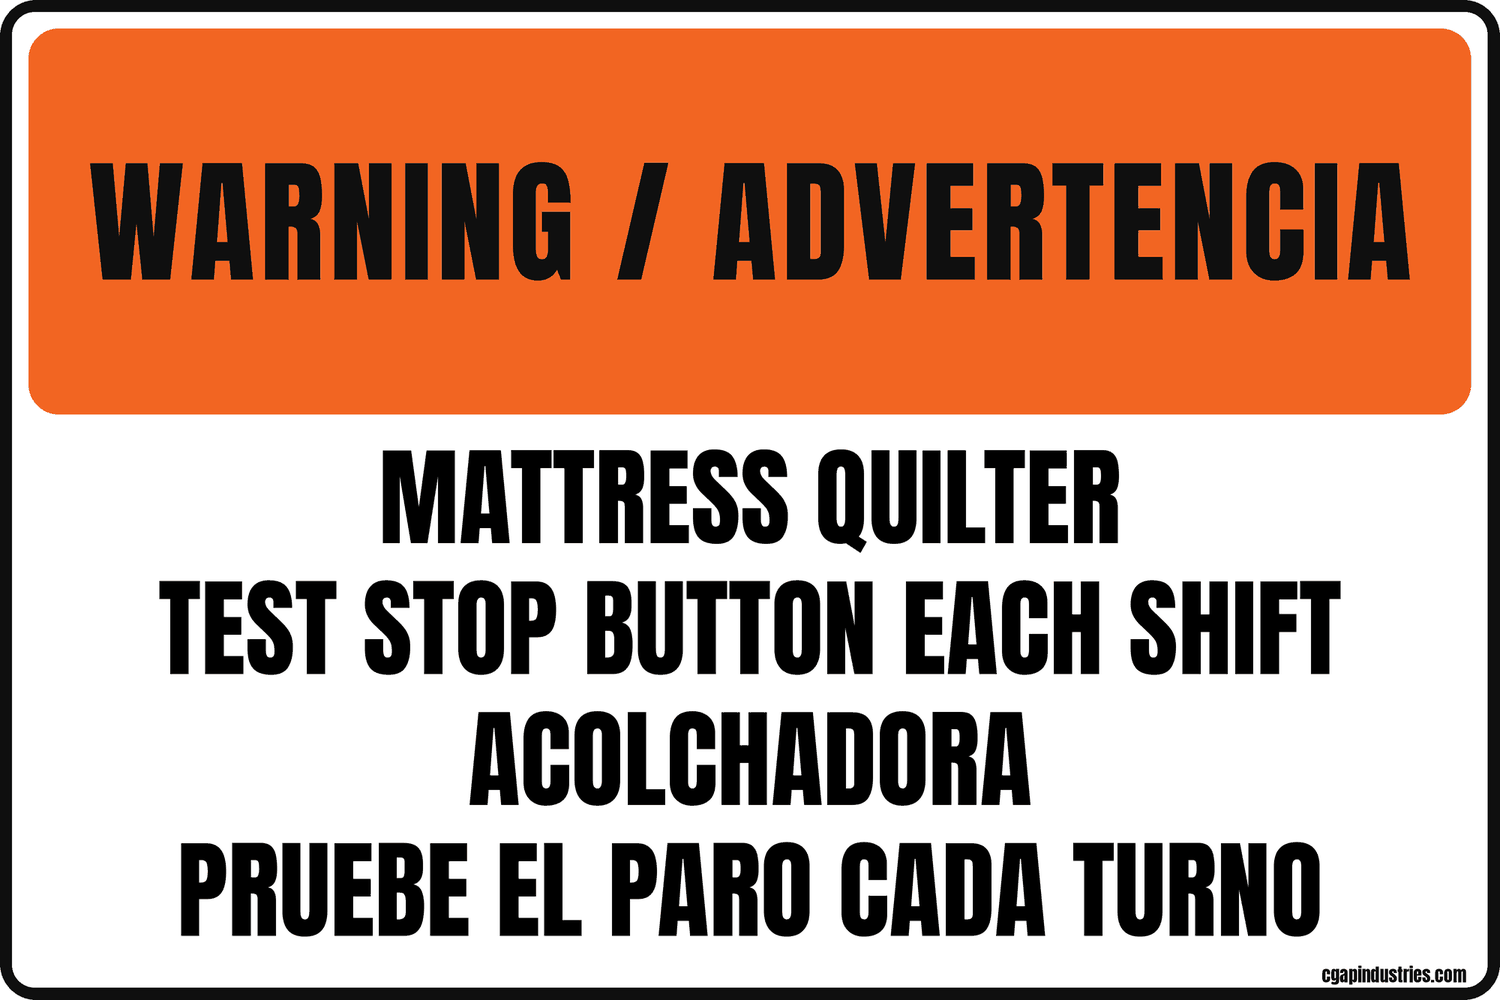 WARNING / ADVERTENCIA
MATTRESS QUILTER
TEST STOP BUTTON EACH SHIFT
ACOLCHADORA
PRUEBE EL PARO CADA TURNO
cgapindustries.com